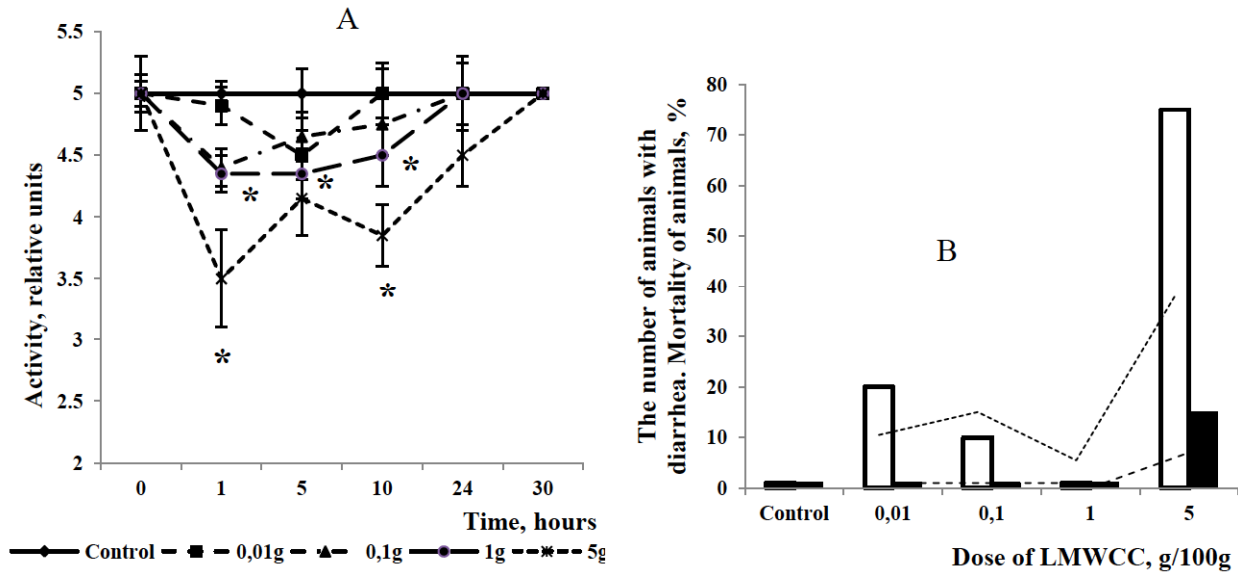 A
Activity, relative units
5.5
5
4.5
4
3.5
3
2.5
2
*
*
*
*
*
0 1 5 10 24 30
Time, hours
Control 0,01g 0,1g 1g 5g
B
The number of animals with
diarrhea. Mortality of animals, %
80
70
60
50
40
30
20
10
0
Control 0,01 0,1 1 5
Dose of LMWCC, g/100g